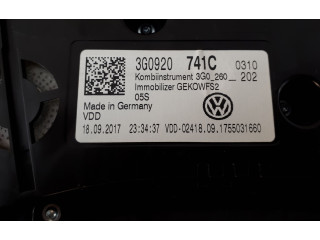 3G0920 741C 0310
Kombiinstrument 3G0_260__ 202
Immobilizer GEKOWFS2
05S
Made in Germany
VDD
18.09.2017 23:34:37 VDD-02418.09.1755031660